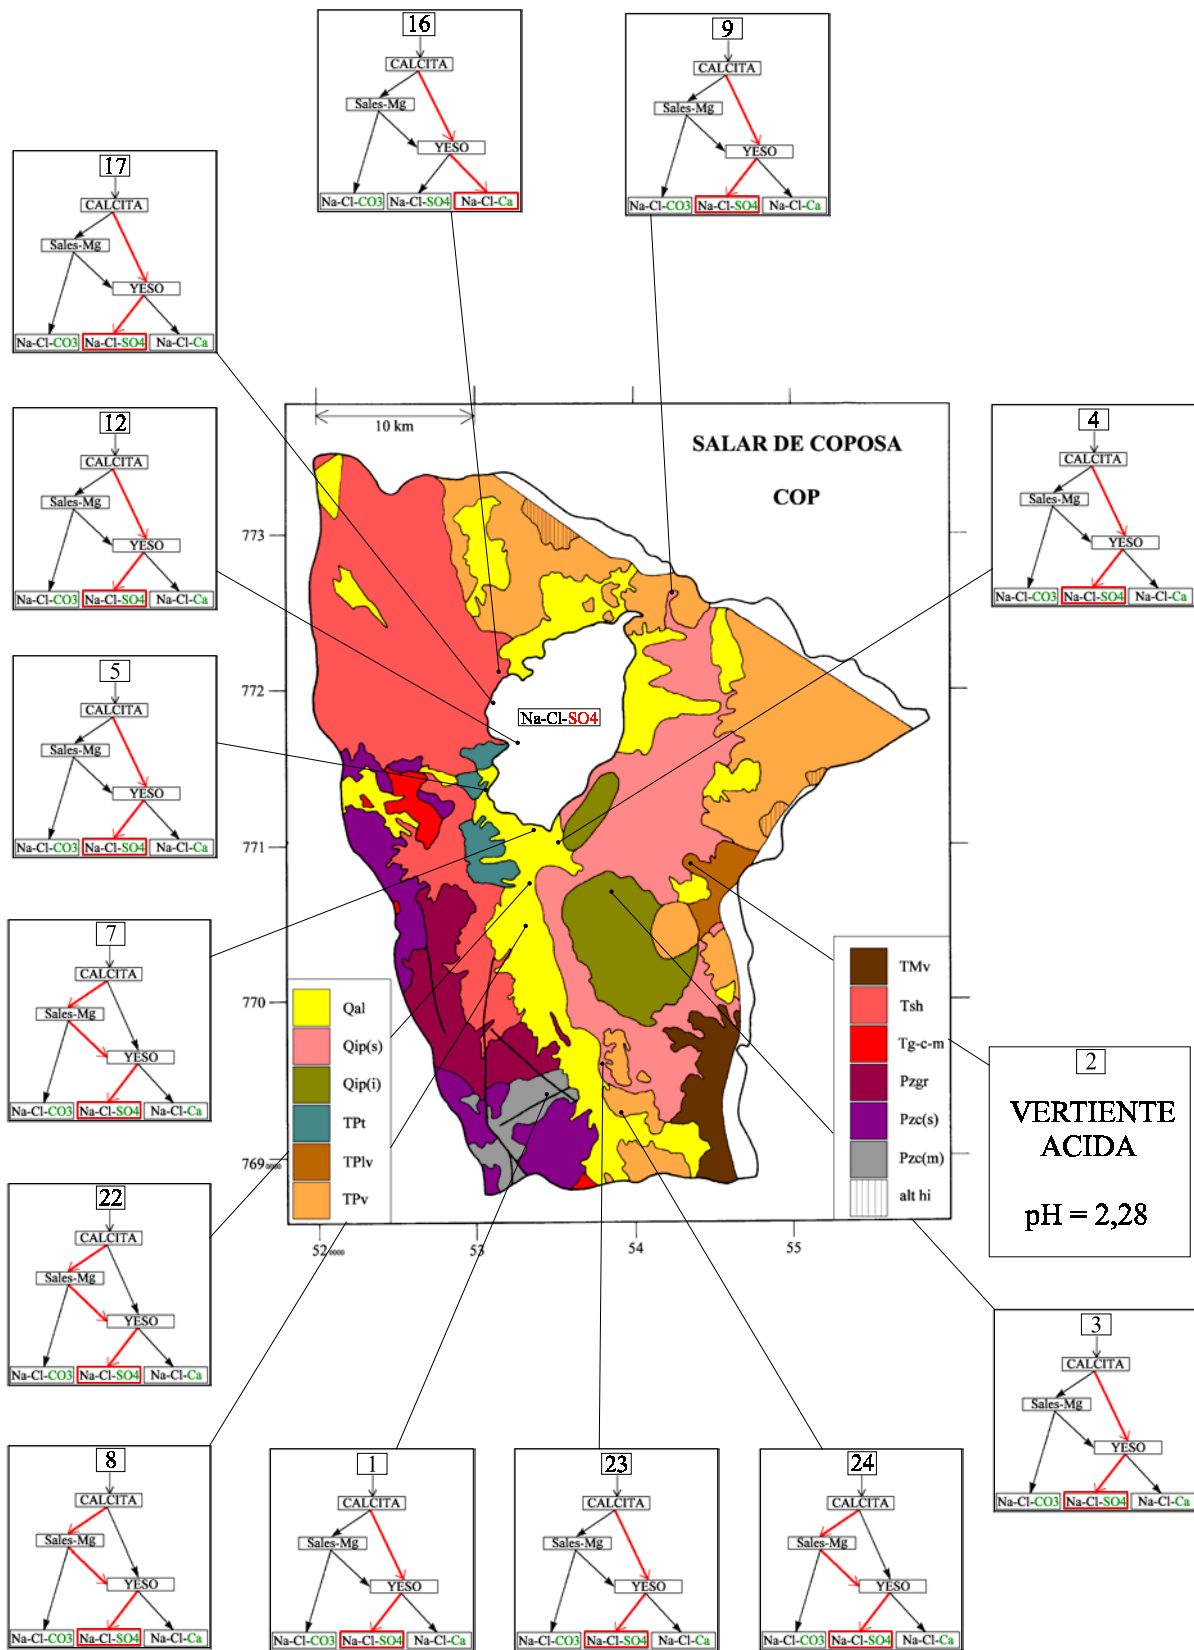 16
CALCITA
Sales-Mg
YESO
Na-Cl-CO3 Na-Cl-SO4 Na-Cl-Ca
9
CALCITA
Sales-Mg
YESO
Na-Cl-CO3 Na-Cl-SO4 Na-Cl-Ca
17
CALCITA
Sales-Mg
YESO
Na-Cl-CO3 Na-Cl-SO4 Na-Cl-Ca
12
CALCITA
Sales-Mg
YESO
Na-Cl-CO3 Na-Cl-SO4 Na-Cl-Ca
4
CALCITA
Sales-Mg
YESO
Na-Cl-CO3 Na-Cl-SO4 Na-Cl-Ca
10 km
SALAR DE COPOSA
COP
773
772
771
770
7690000
Na-Cl-SO4
5
CALCITA
Sales-Mg
YESO
Na-Cl-CO3 Na-Cl-SO4 Na-Cl-Ca
7
CALCITA
Sales-Mg
YESO
Na-Cl-CO3 Na-Cl-SO4 Na-Cl-Ca
Qal
Qip(s)
Qip(i)
TPt
TPlv
TPv
TMv
Tsh
Tg-c-m
Pzgr
Pzc(s)
Pzc(m)
alt hi
520000 53 54 55
2
VERTIENTE
ACIDA
pH = 2,28
22
CALCITA
Sales-Mg
YESO
Na-Cl-CO3 Na-Cl-SO4 Na-Cl-Ca
3
CALCITA
Sales-Mg
YESO
Na-Cl-CO3 Na-Cl-SO4 Na-Cl-Ca
8
CALCITA
Sales-Mg
YESO
Na-Cl-CO3 Na-Cl-SO4 Na-Cl-Ca
1
CALCITA
Sales-Mg
YESO
Na-Cl-CO3 Na-Cl-SO4 Na-Cl-Ca
23
CALCITA
Sales-Mg
YESO
Na-Cl-CO3 Na-Cl-SO4 Na-Cl-Ca
24
CALCITA
Sales-Mg
YESO
Na-Cl-CO3 Na-Cl-SO4 Na-Cl-Ca